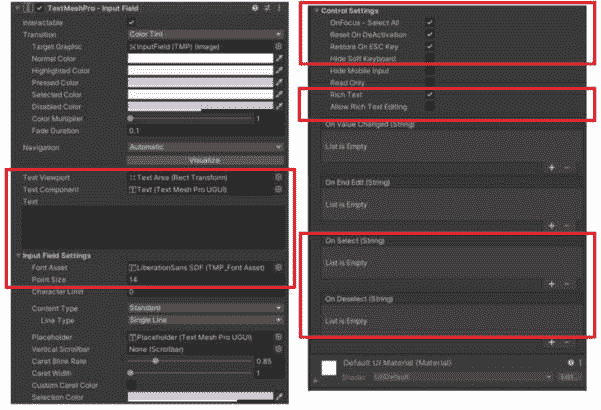 TextMeshPro - Input Field
Interactable
Transition
Color Tint
Target Graphic
InputField (TMP) (Image)
Normal Color
Highlighted Color
Pressed Color
Selected Color
Disabled Color
Color Multiplier
1
Fade Duration
0.1
Navigation
Automatic
Visualize
Text Viewport
Text Area (Rect Transform)
Text Component
Text (Text Mesh Pro UGUI)
Text
Input Field Settings
Font Asset
LiberationSans SDF (TMP_Font Asset)
Point Size
14
Character Limit
0
Content Type
Standard
Line Type
Single Line
Placeholder
Placeholder (Text Mesh Pro UGUI)
Vertical Scrollbar
None (Scrollbar)
Caret Blink Rate
0.85
Caret Width
1
Custom Caret Color
Selection Color
Control Settings
OnFocus - Select All
Reset On DeActivation
Restore On ESC Key
Hide Soft Keyboard
Hide Mobile Input
Read Only
Rich Text
Allow Rich Text Editing
On Value Changed (String)
List is Empty
+ −
On End Edit (String)
List is Empty
+ −
On Select (String)
List is Empty
+ −
On Deselect (String)
List is Empty
+ −
Default UI Material (Material)
Shader
UI/Default
Edit...